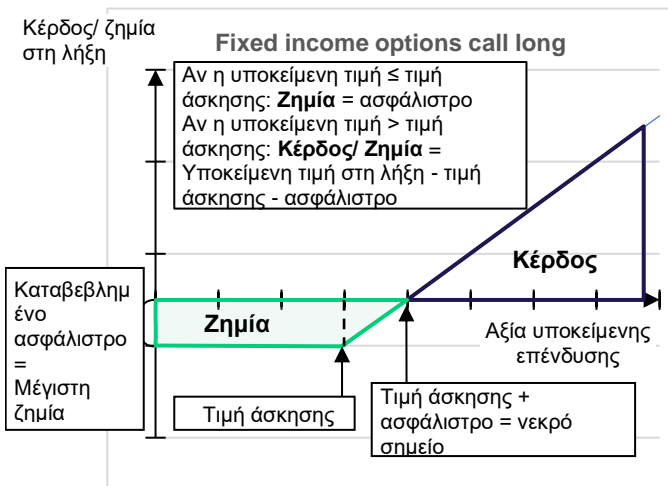 Κέρδος/ ζημία
στη λήξη
Fixed income options call long
Αν η υποκείμενη τιμή ≤ τιμή
άσκησης: Ζημία = ασφάλιστρο
Αν η υποκείμενη τιμή > τιμή
άσκησης: Κέρδος/ Ζημία =
Υποκείμενη τιμή στη λήξη - τιμή
άσκησης - ασφάλιστρο
Κέρδος
Καταβεβλημ
ένο
ασφάλιστρο
=
Μέγιστη
ζημία
Ζημία
Αξία υποκείμενης
επένδυσης
Τιμή άσκησης
Τιμή άσκησης +
ασφάλιστρο = νεκρό
σημείο